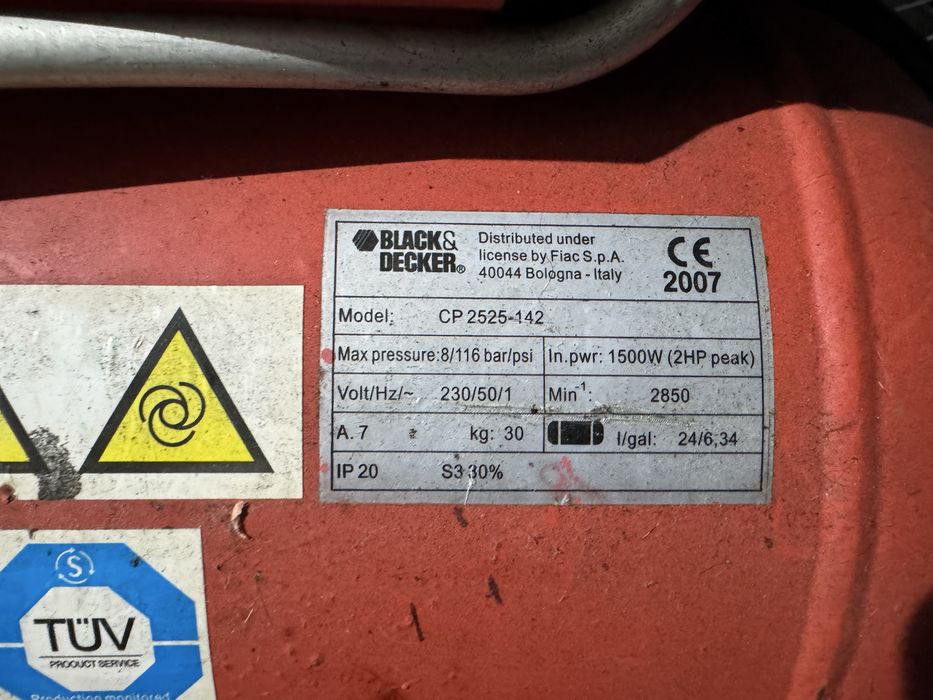 BLACK&
DECKER®
Distributed under
license by Fiac S.p.A.
40044 Bologna - Italy
CE
2007
Model: CP 2525-142
Max pressure:8/116 bar/psi
In.pwr: 1500W (2HP peak)
Volt/Hz/~ 230/50/1
Min-1: 2850
A. 7 kg: 30
l/gal: 24/6,34
IP 20 S3 30%
S
TÜV
PRODUCT SERVICE
Production monitored